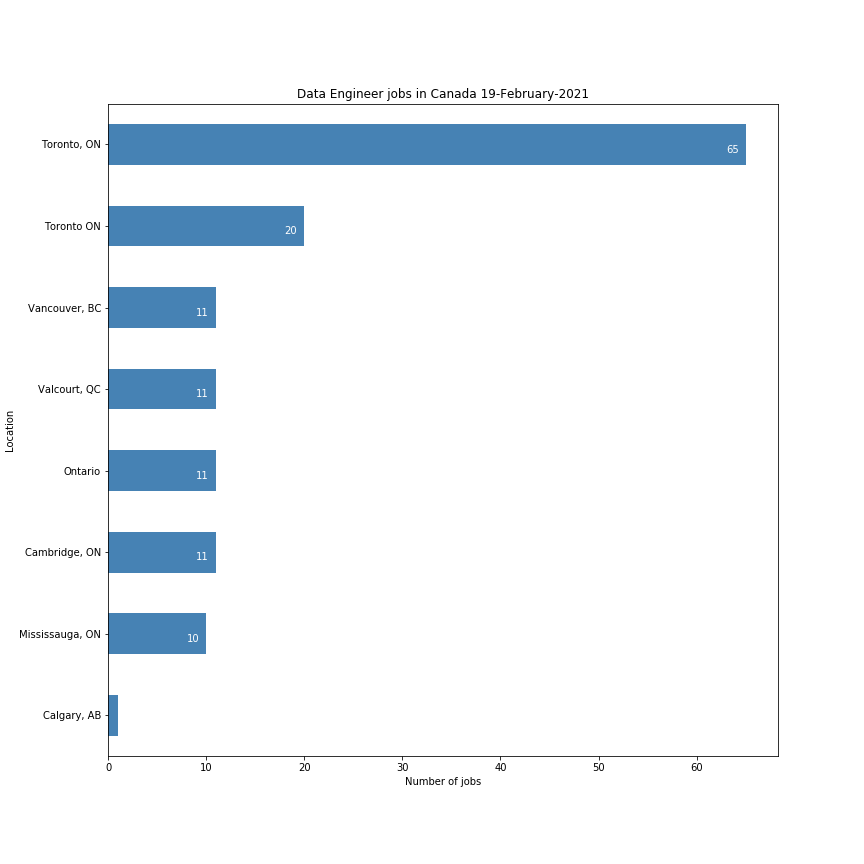 Data Engineer jobs in Canada 19-February-2021
Toronto, ON
65
Toronto ON
20
Vancouver, BC
11
Valcourt, QC
11
Ontario
11
Cambridge, ON
11
Mississauga, ON
10
Calgary, AB
Location
0 10 20 30 40 50 60
Number of jobs